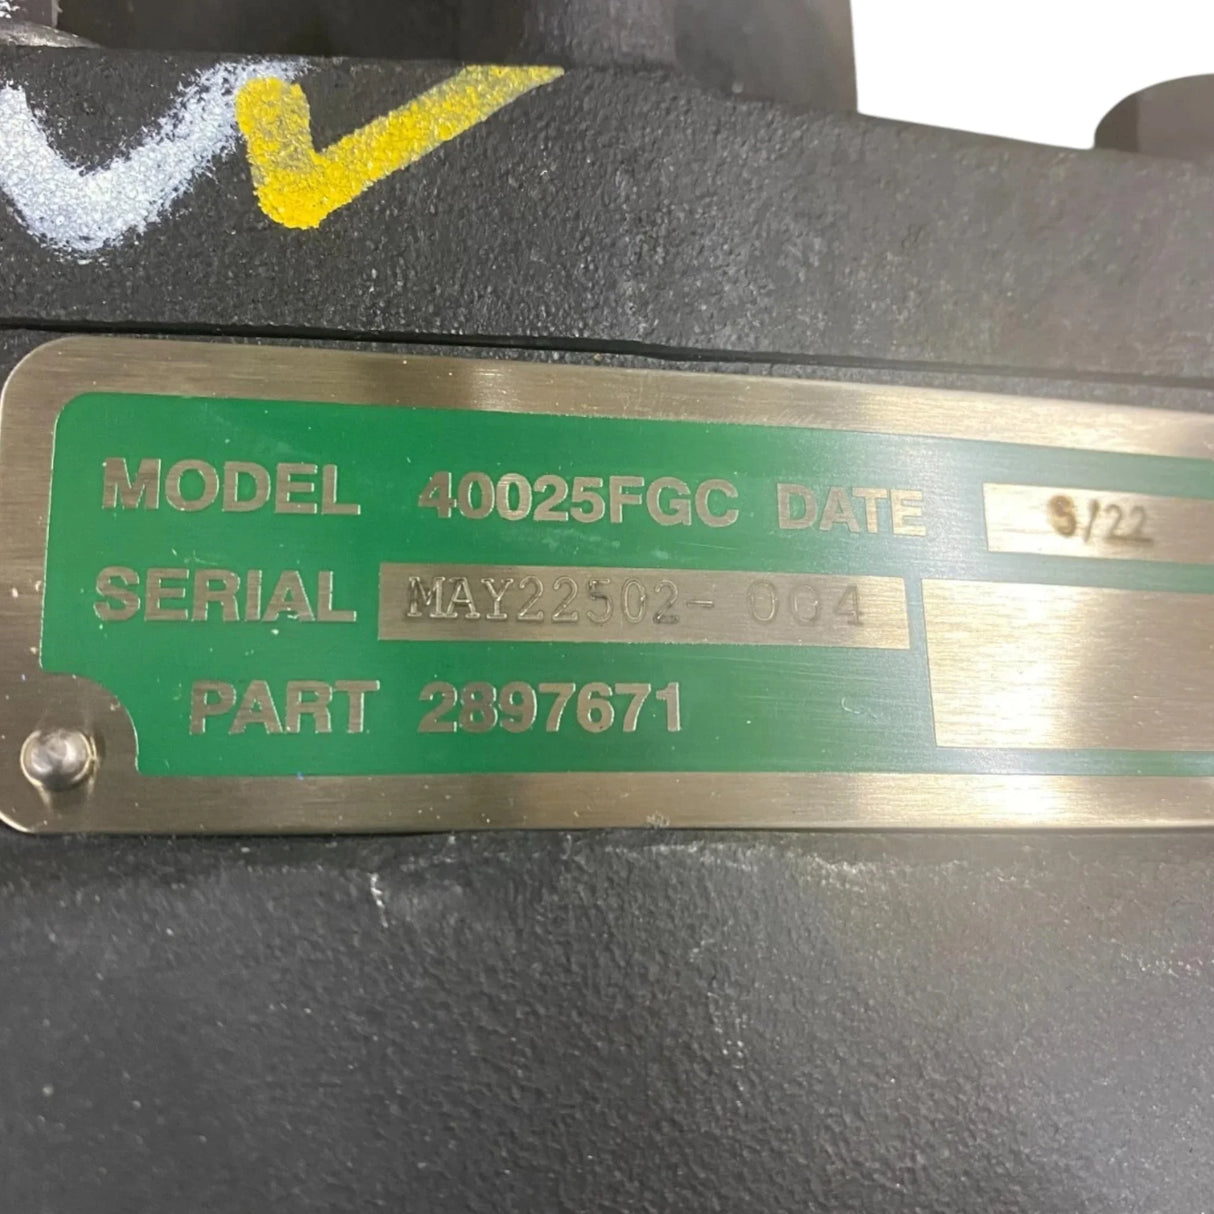 MODEL 40025FGC DATE 5/22
SERIAL MAY22502-004
PART 2897671